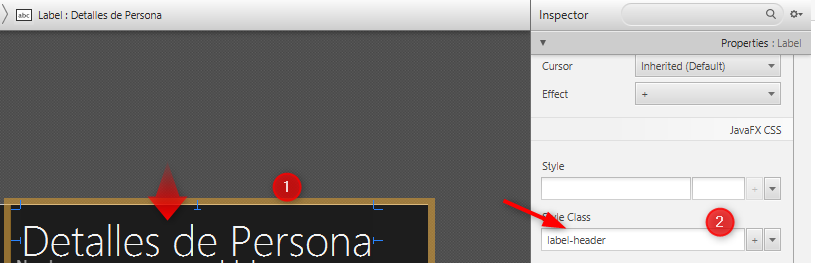 abc Label : Detalles de Persona
Inspector
Properties : Label
Cursor
Inherited (Default)
Effect
+
JavaFX CSS
Style
+
1
Style Class
2
label-header
+
Detalles de Persona